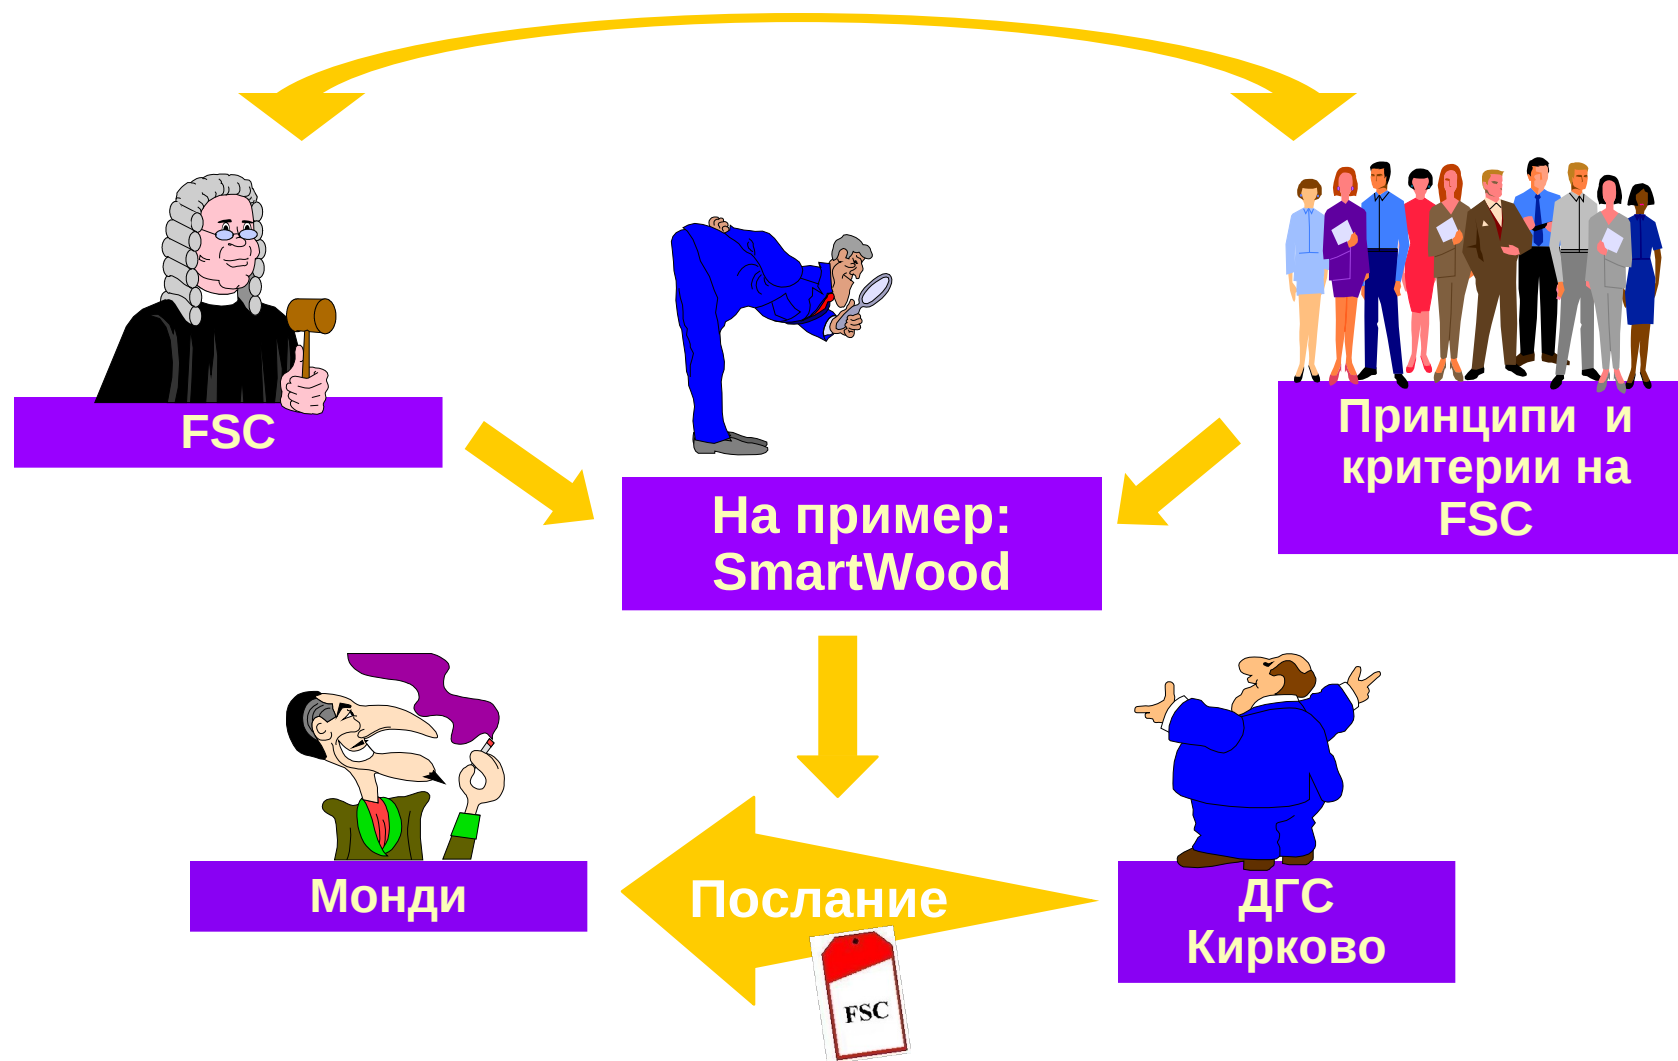 FSC
Принципи и
критерии на
FSC
На пример:
SmartWood
Монди
Послание
ДГС
Кирково
FSC